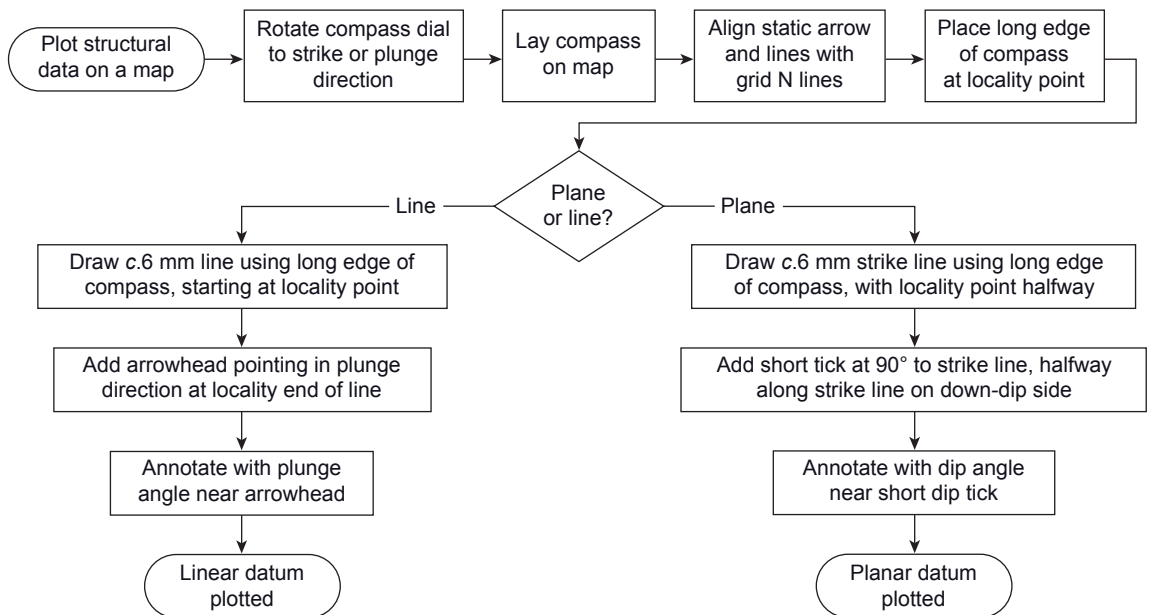 Plot structural
data on a map
Rotate compass dial
to strike or plunge
direction
Lay compass
on map
Align static arrow
and lines with
grid N lines
Place long edge
of compass
at locality point
Plane
or line?
Line
Plane
Draw c.6 mm line using long edge of
compass, starting at locality point
Add arrowhead pointing in plunge
direction at locality end of line
Annotate with plunge
angle near arrowhead
Linear datum
plotted
Draw c.6 mm strike line using long edge
of compass, with locality point halfway
Add short tick at 90° to strike line, halfway
along strike line on down-dip side
Annotate with dip angle
near short dip tick
Planar datum
plotted